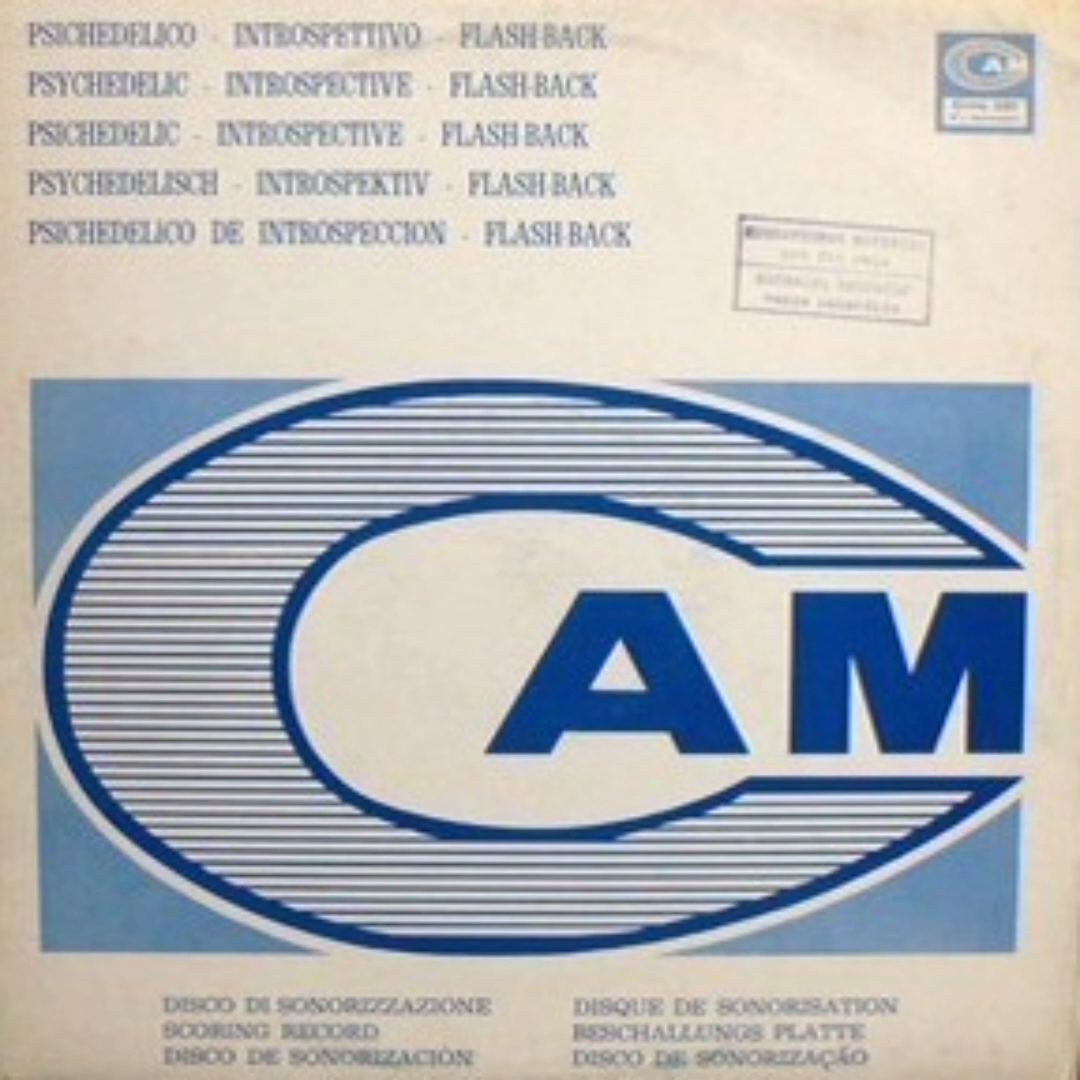 PSICHEDELICO - INTROSPETTIVO - FLASH-BACK
PSYCHEDELIC - INTROSPECTIVE - FLASH-BACK
PSICHEDELIC - INTROSPECTIVE - FLASH-BACK
PSYCHEDELISCH - INTROSPEKTIV - FLASH-BACK
PSICHEDELICO DE INTROSPECCION - FLASH-BACK
CAM
CAM
DISCO DI SONORIZZAZIONE
SCORING RECORD
DISCO DE SONORIZACIÒN
DISQUE DE SONORISATION
BESCHALLUNGS PLATTE
DISCO DE SONORIZAÇÃO